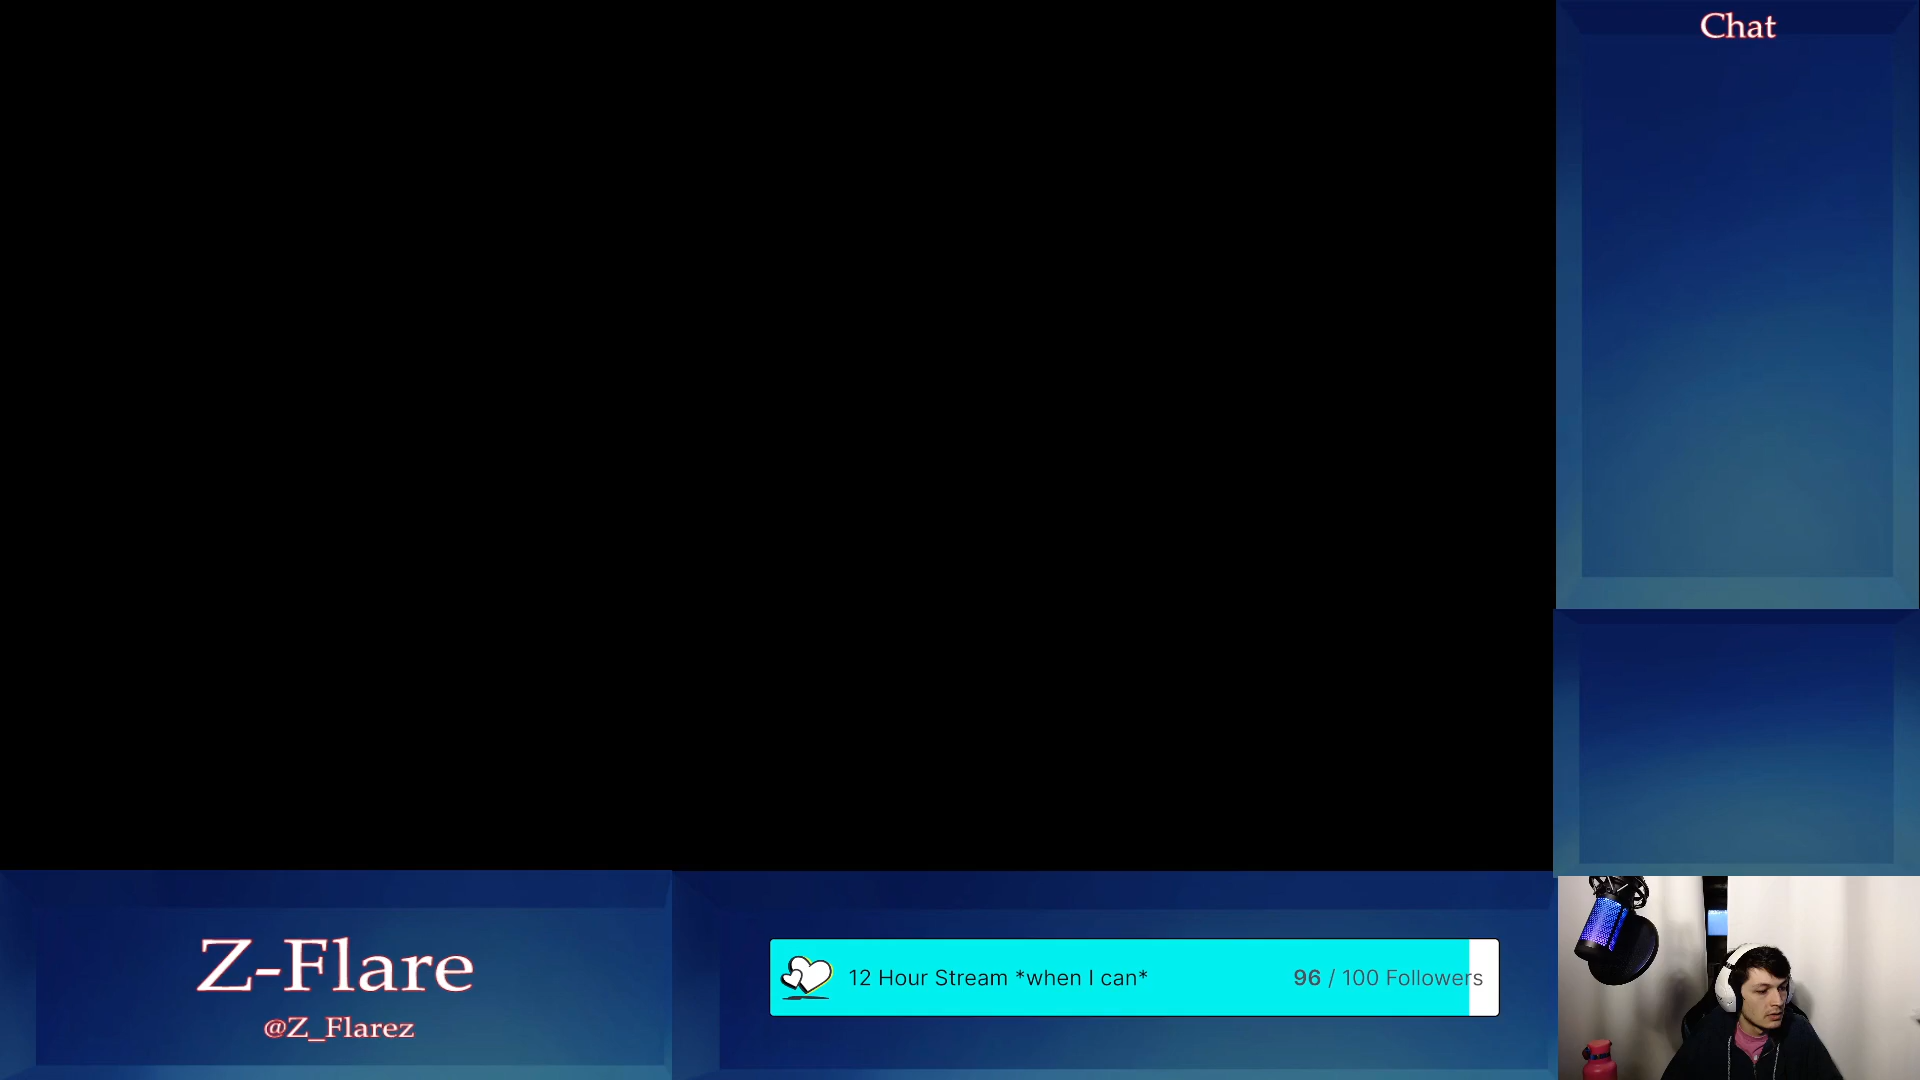 Chat
Z-Flare
@Z_Flarez
12 Hour Stream *when I can*
96 / 100 Followers